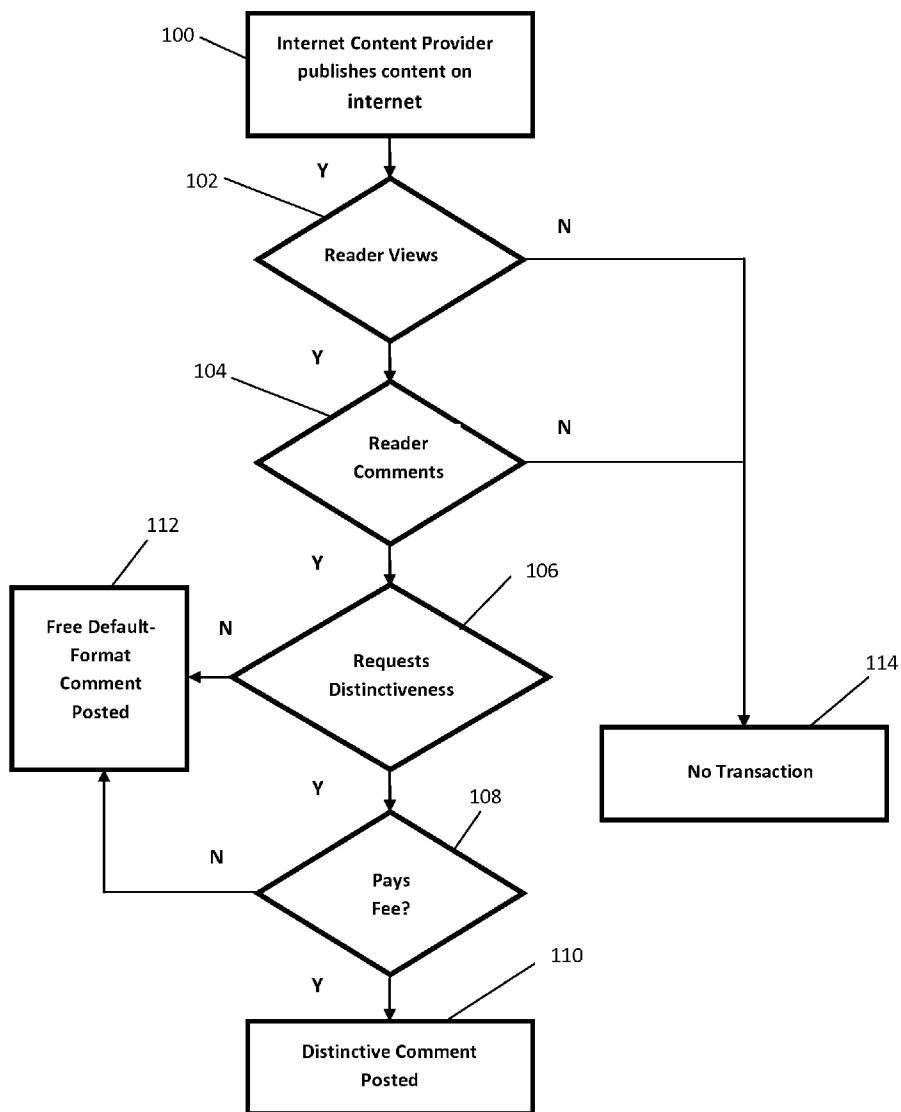 100
Internet Content Provider
publishes content on
internet
Y
102
N
Reader Views
Y
104
N
Reader
Comments
112
Y
106
Free Default-
Format
Comment
Posted
N
Requests
Distinctiveness
114
No Transaction
Y
108
N
Pays
Fee?
Y
110
Distinctive Comment
Posted